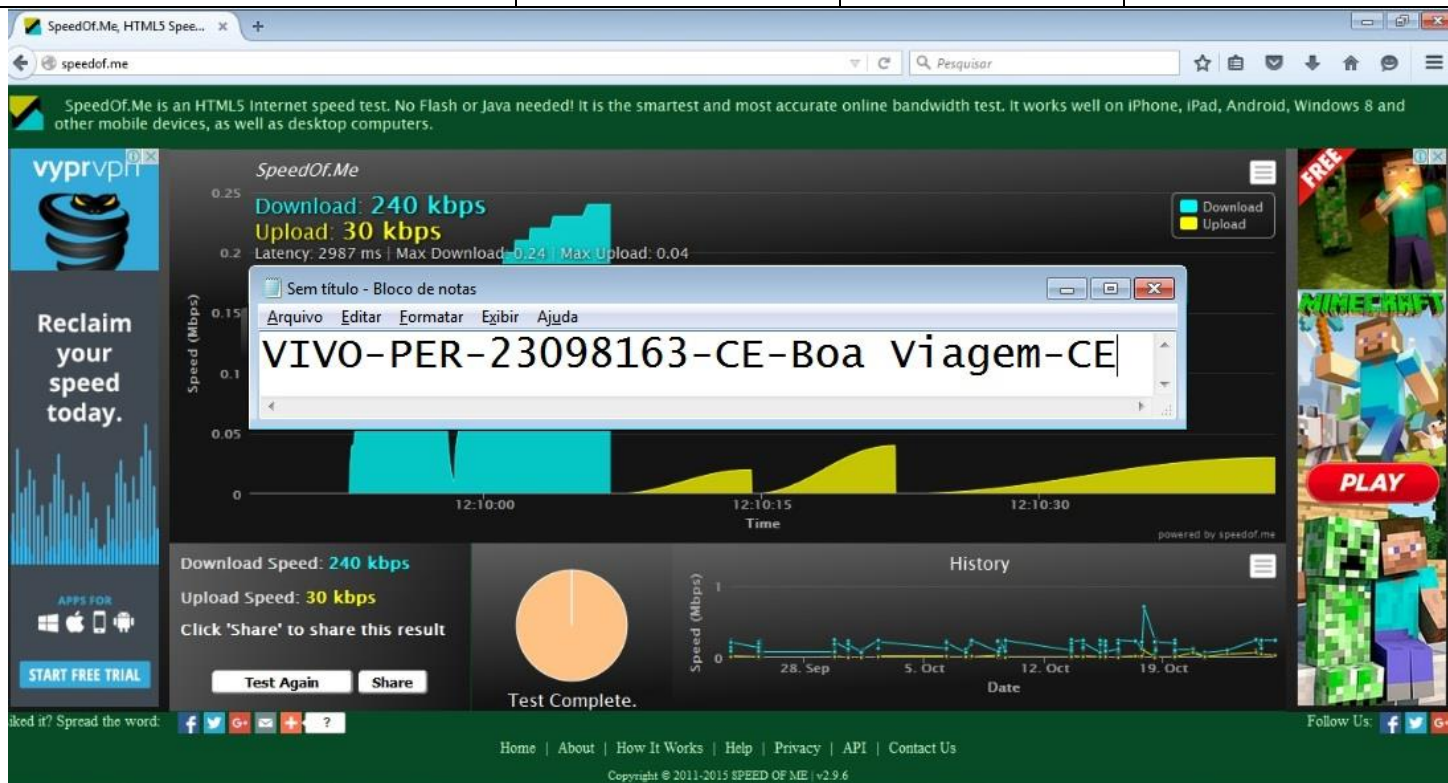 SpeedOf.Me, HTML5 Spee...
speedof.me
Pesquisar
SpeedOf.Me is an HTML5 Internet speed test. No Flash or Java needed! It is the smartest and most accurate online bandwidth test. It works well on iPhone, iPad, Android, Windows 8 and
other mobile devices, as well as desktop computers.
vyprvpn
Reclaim
your
speed
today.
APPS FOR
START FREE TRIAL
SpeedOf.Me
Download: 240 kbps
Upload: 30 kbps
Latency: 2987 ms | Max Download: 0.24 | Max Upload: 0.04
Download
Upload
Speed (Mbps)
0.25
0.2
0.15
0.1
0.05
0
Sem título - Bloco de notas
Arquivo Editar Formatar Exibir Ajuda
VIVO-PER-23098163-CE-Boa Viagem-CE
12:10:00 12:10:15 12:10:30
Time
powered by speedof.me
Download Speed: 240 kbps
Upload Speed: 30 kbps
Click 'Share' to share this result
Test Again Share
Test Complete.
History
Speed (Mbps)
1
0
28. Sep 5. Oct 12. Oct 19. Oct
Date
FREE
MINECRAFT
PLAY
iked it? Spread the word:
?
Follow Us:
Home | About | How It Works | Help | Privacy | API | Contact Us
Copyright © 2011-2015 SPEED OF ME | v2.9.6